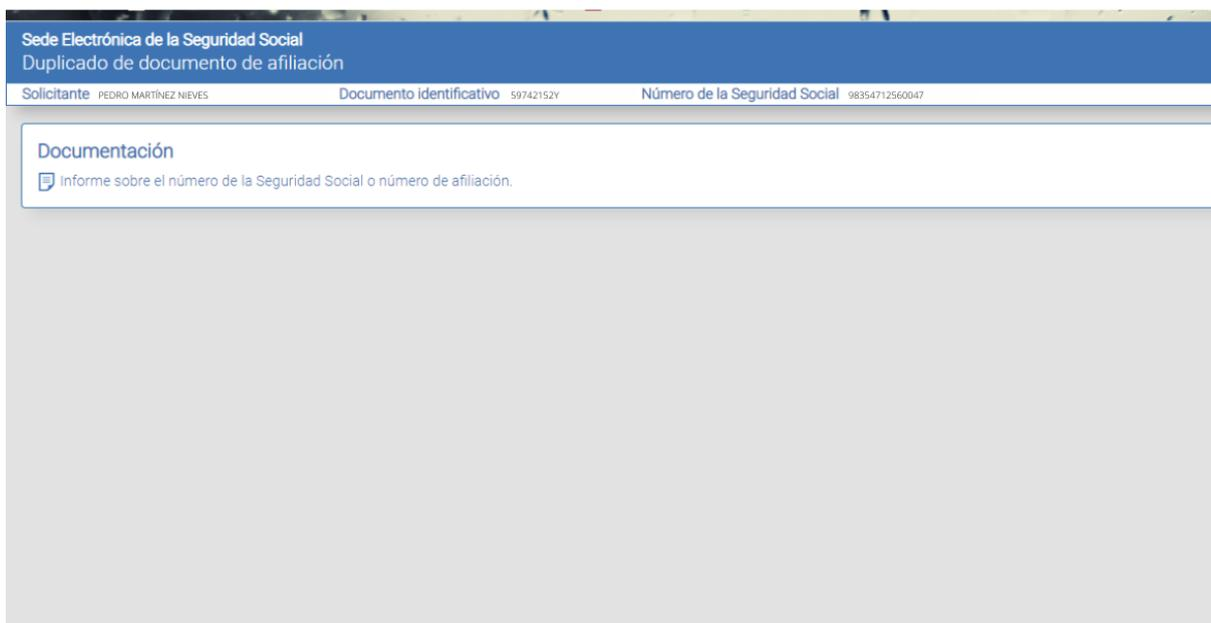 Sede Electrónica de la Seguridad Social
Duplicado de documento de afiliación
Solicitante PEDRO MARTÍNEZ NIEVES Documento identificativo 59742152Y Número de la Seguridad Social 98354712560047
Documentación
Informe sobre el número de la Seguridad Social o número de afiliación.